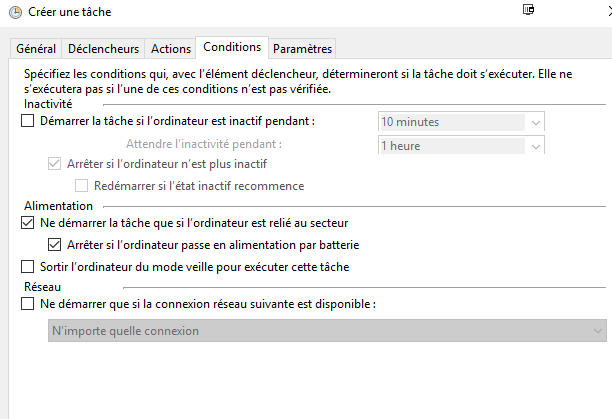 Créer une tâche
Général Déclencheurs Actions Conditions Paramètres
Spécifiez les conditions qui, avec l'élément déclencheur, détermineront si la tâche doit s'exécuter. Elle ne
s'exécutera pas si l'une de ces conditions n'est pas vérifiée.
Inactivité
Démarrer la tâche si l'ordinateur est inactif pendant : 10 minutes
Attendre l'inactivité pendant : 1 heure
Arrêter si l'ordinateur n'est plus inactif
Redémarrer si l'état inactif recommence
Alimentation
Ne démarrer la tâche que si l'ordinateur est relié au secteur
Arrêter si l'ordinateur passe en alimentation par batterie
Sortir l'ordinateur du mode veille pour exécuter cette tâche
Réseau
Ne démarrer que si la connexion réseau suivante est disponible :
N'importe quelle connexion